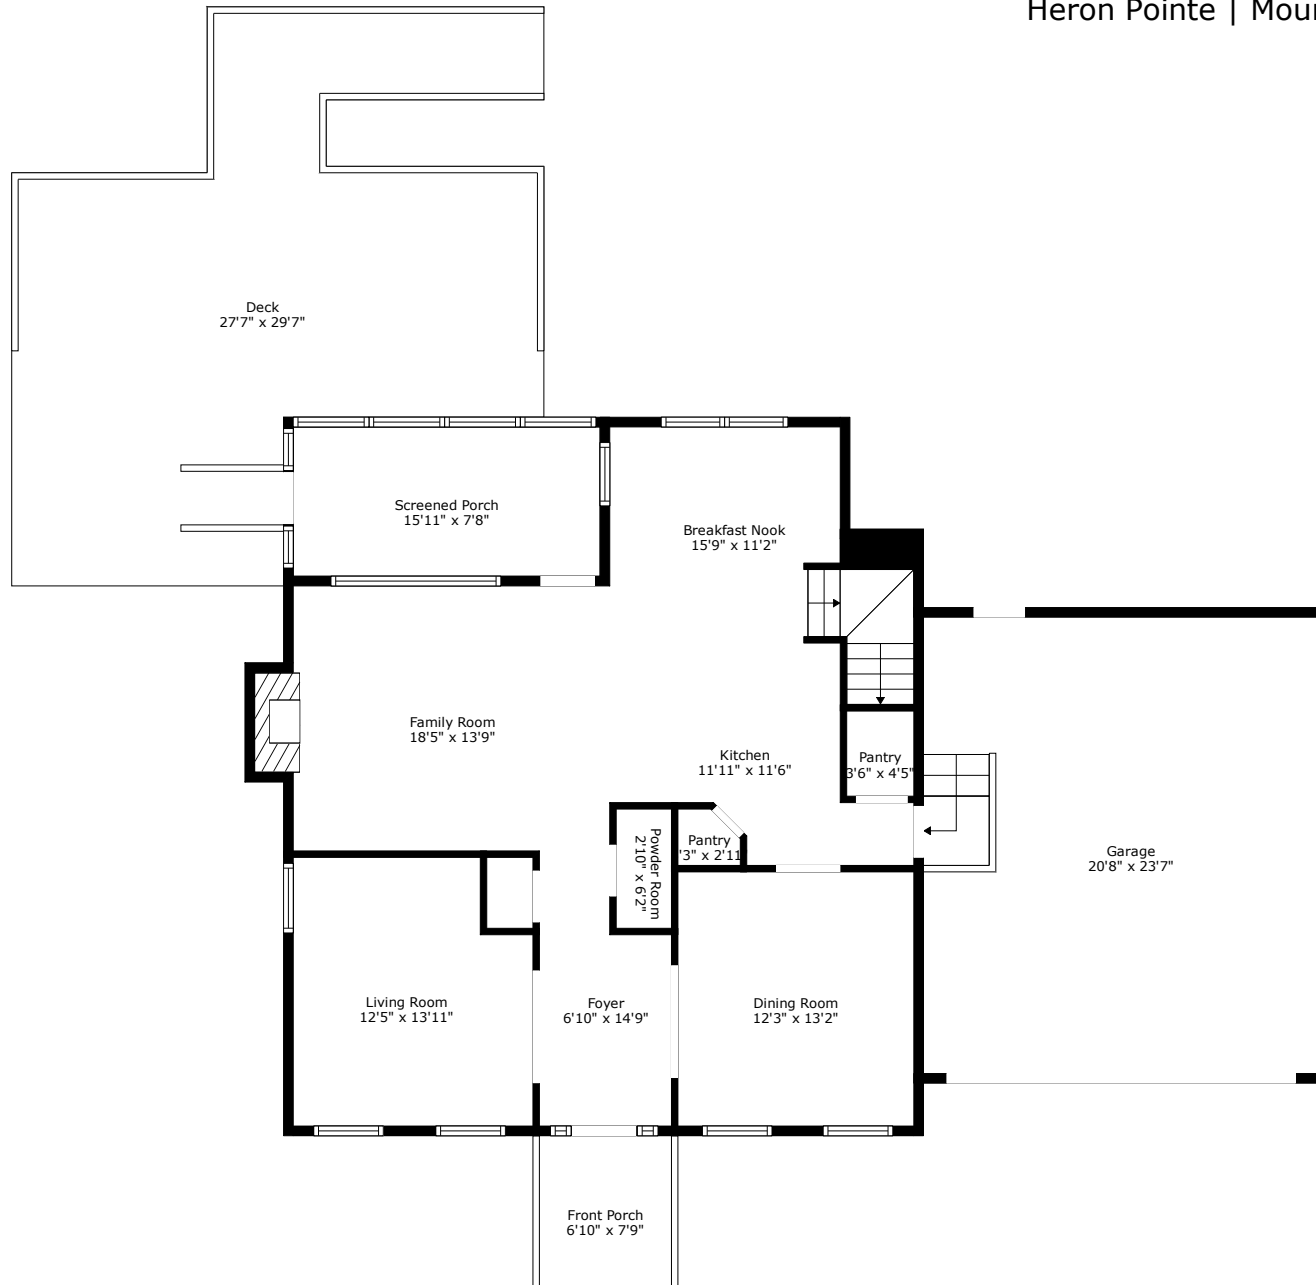 Heron Pointe | Moun
Deck
27'7" x 29'7"
Screened Porch
15'11" x 7'8"
Breakfast Nook
15'9" x 11'2"
Family Room
18'5" x 13'9"
Kitchen
11'11" x 11'6"
Pantry
3'6" x 4'5"
Powder Room
2'10" x 6'2"
Pantry
'3" x 2'11
Garage
20'8" x 23'7"
Living Room
12'5" x 13'11"
Foyer
6'10" x 14'9"
Dining Room
12'3" x 13'2"
Front Porch
6'10" x 7'9"